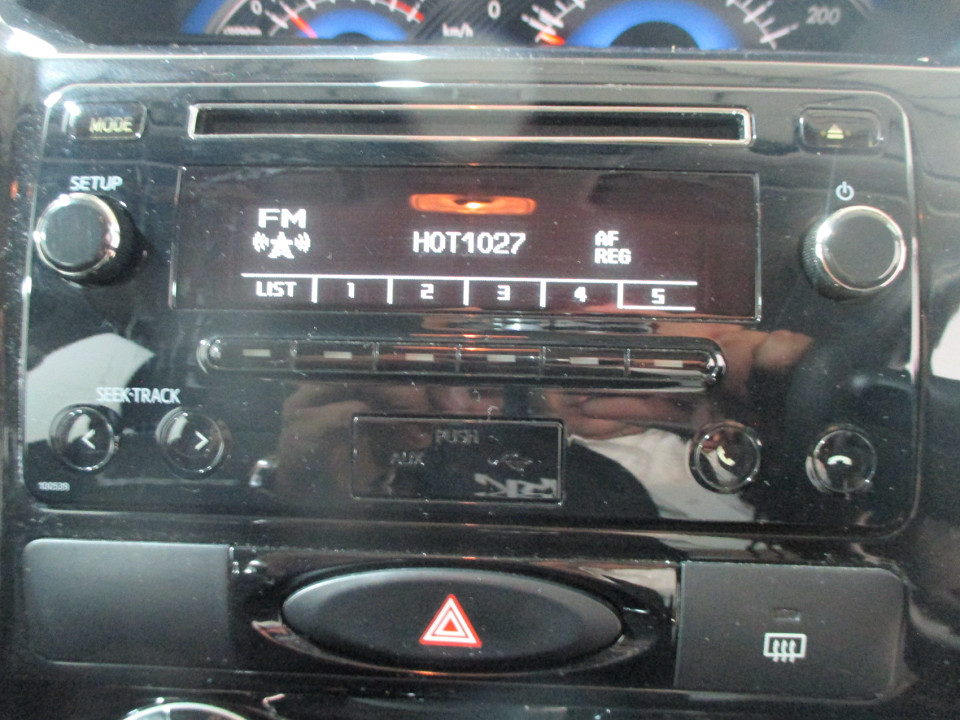 0
km/h
0
200
MODE
SETUP
FM
HOT1027
AF
REG
LIST 1 2 3 4 5
SEEK-TRACK
PUSH
AUX
100539